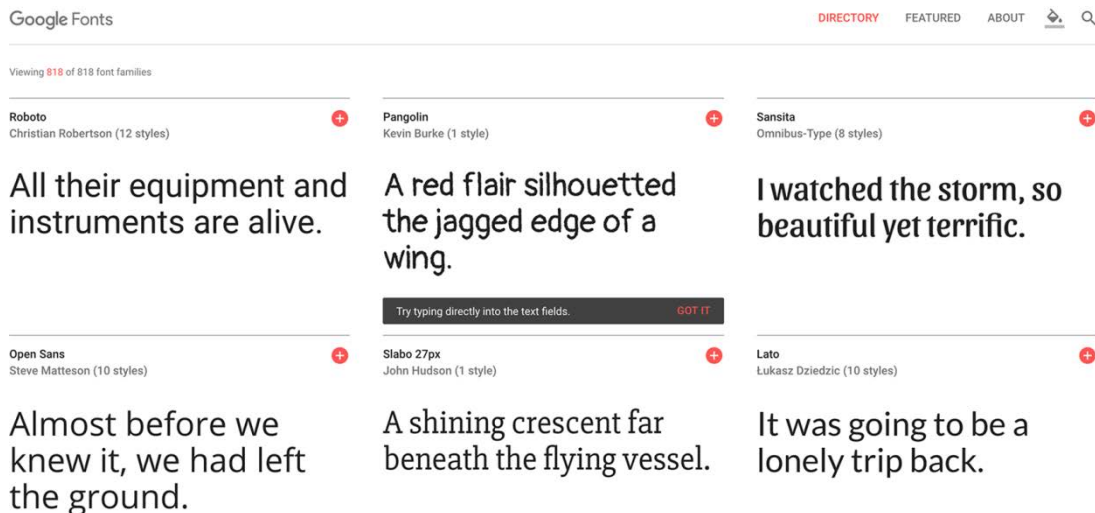 Google Fonts
DIRECTORY FEATURED ABOUT
Viewing 818 of 818 font families
Roboto
Christian Robertson (12 styles)
All their equipment and
instruments are alive.
Pangolin
Kevin Burke (1 style)
A red flair silhouetted
the jagged edge of a
wing.
Try typing directly into the text fields. GOT IT
Sansita
Omnibus-Type (8 styles)
I watched the storm, so
beautiful yet terrific.
Open Sans
Steve Matteson (10 styles)
Almost before we
knew it, we had left
the ground.
Slabo 27px
John Hudson (1 style)
A shining crescent far
beneath the flying vessel.
Lato
Łukasz Dziedzic (10 styles)
It was going to be a
lonely trip back.